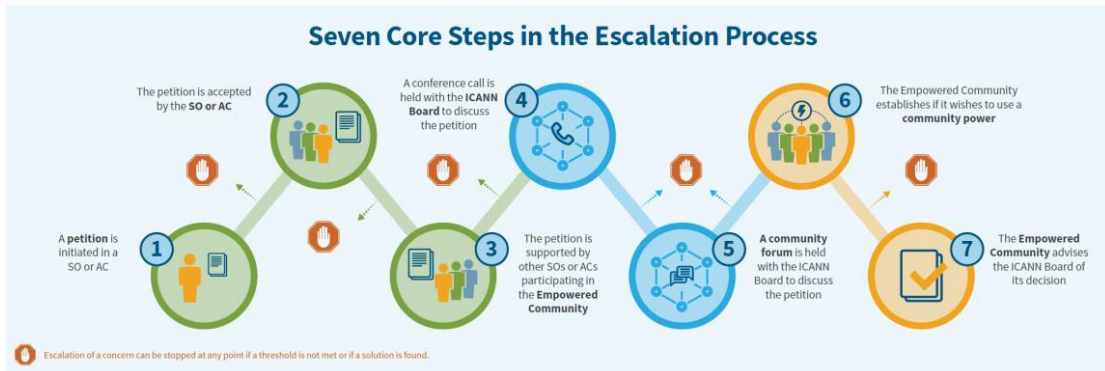 Seven Core Steps in the Escalation Process
1
A petition is
initiated in a
SO or AC
2
The petition is accepted
by the SO or AC
3
The petition is
supported by
other SOs or ACs
participating in
the Empowered
Community
4
A conference call is
held with the ICANN
Board to discuss
the petition
5
A community
forum is held
with the ICANN
Board to discuss
the petition
6
The Empowered Community
establishes if it wishes to use a
community power
7
The Empowered
Community advises
the ICANN Board of
its decision
Escalation of a concern can be stopped at any point if a threshold is not met or if a solution is found.